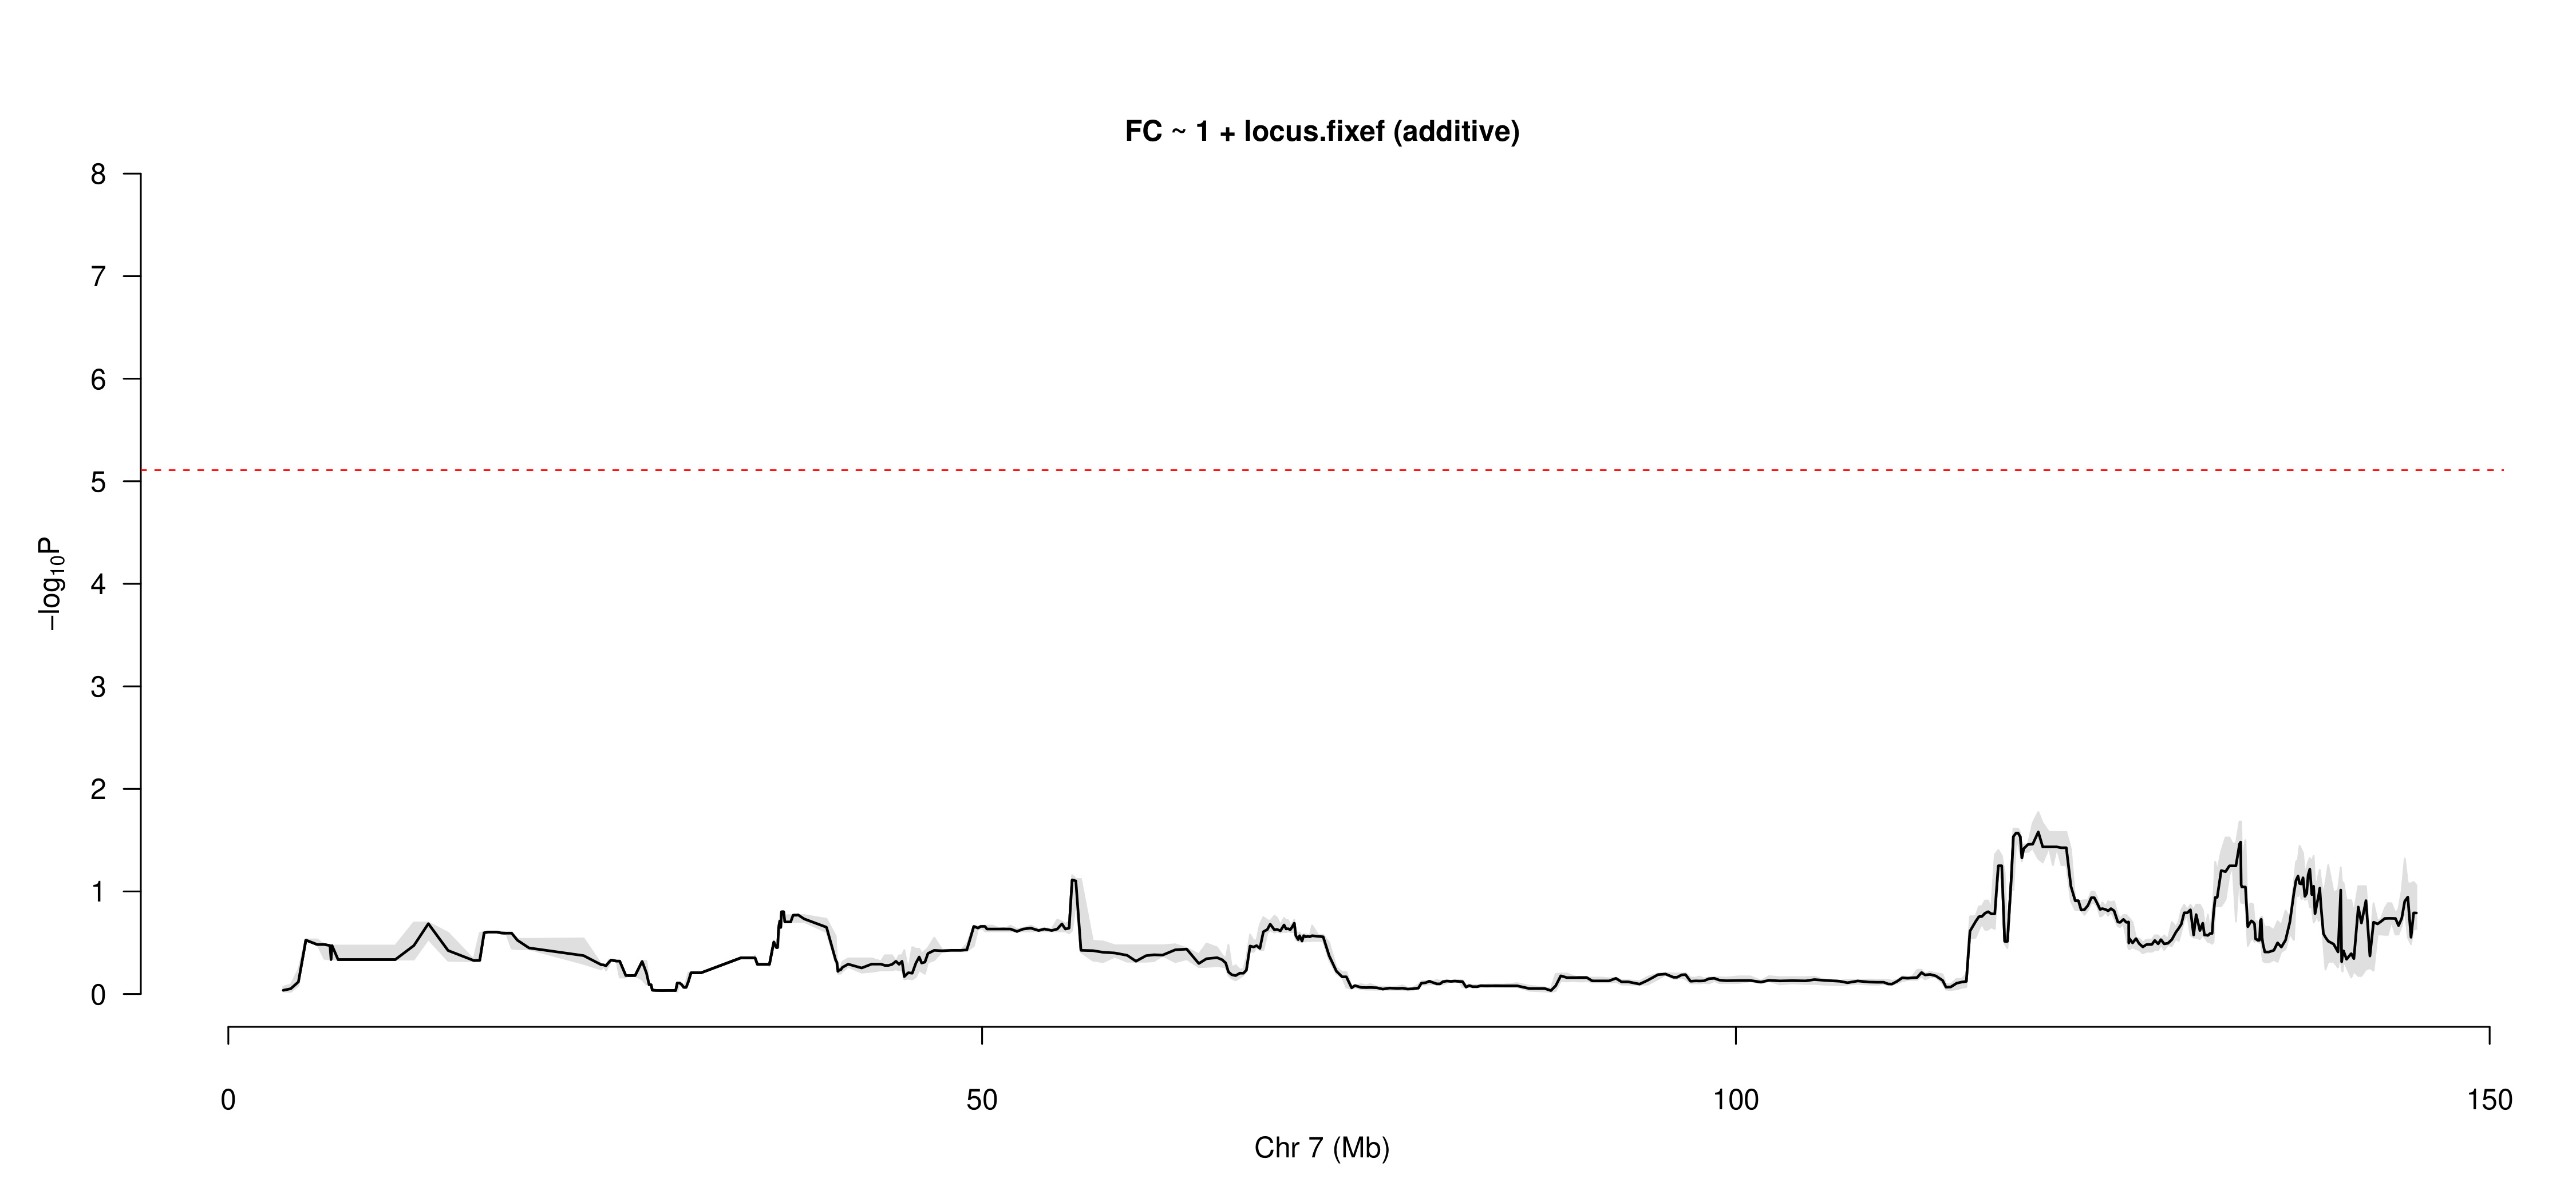 FC ~ 1 + locus.fixef (additive)
8
7
6
5
4
3
2
1
0
−log10P
0 50 100 150
Chr 7 (Mb)